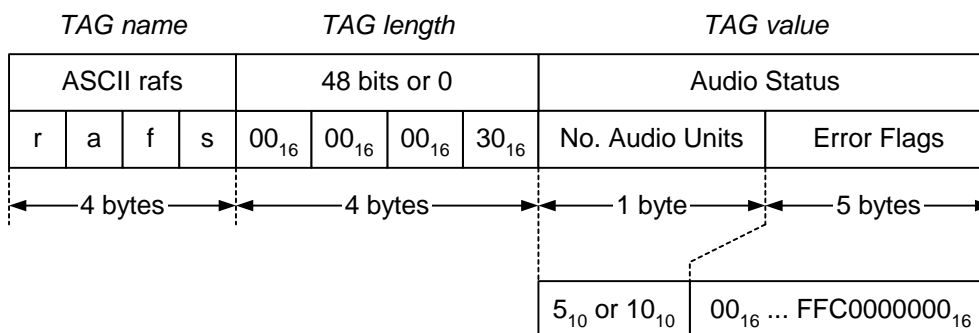 TAG name TAG length TAG value
ASCII rafs 48 bits or 0 Audio Status
r a f s 00₁₆ 00₁₆ 00₁₆ 30₁₆ No. Audio Units Error Flags
4 bytes 4 bytes 1 byte 5 bytes
5₁₀ or 10₁₀ 00₁₆ ... FFC0000000₁₆